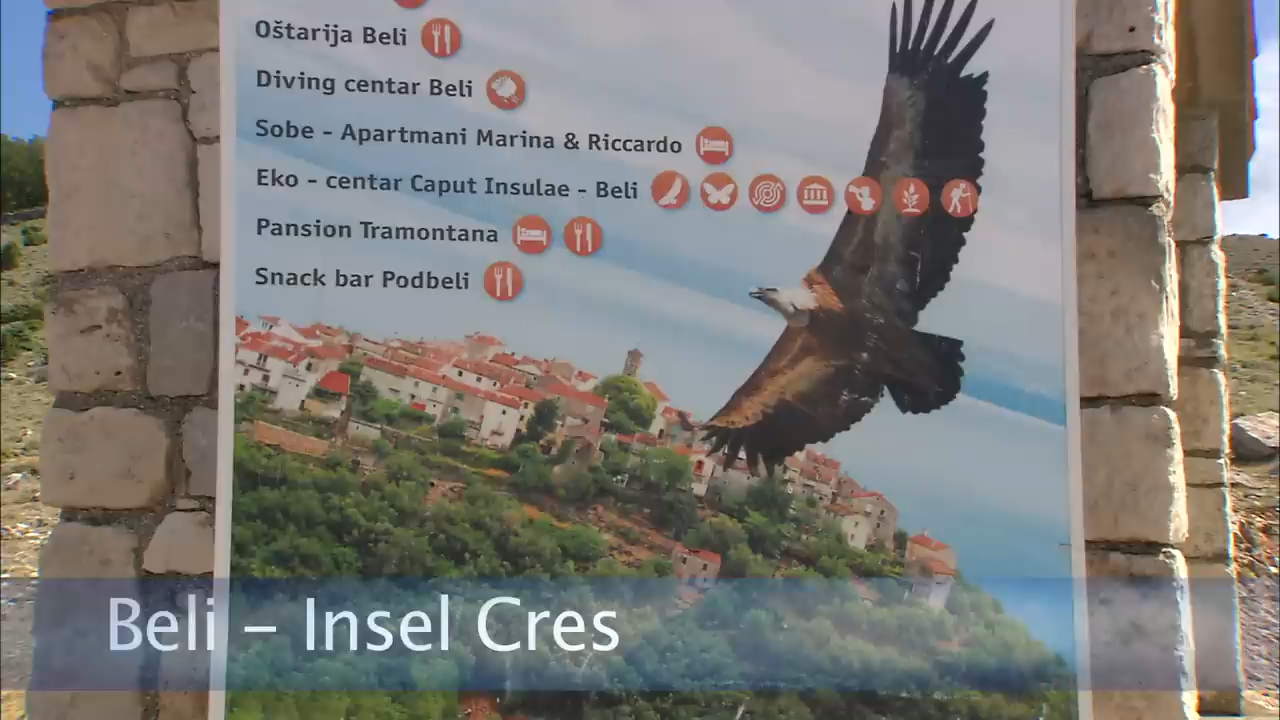 Oštarija Beli
Diving centar Beli
Sobe - Apartmani Marina & Riccardo
Eko - centar Caput Insulae - Beli
Pansion Tramontana
Snack bar Podbeli
Beli – Insel Cres